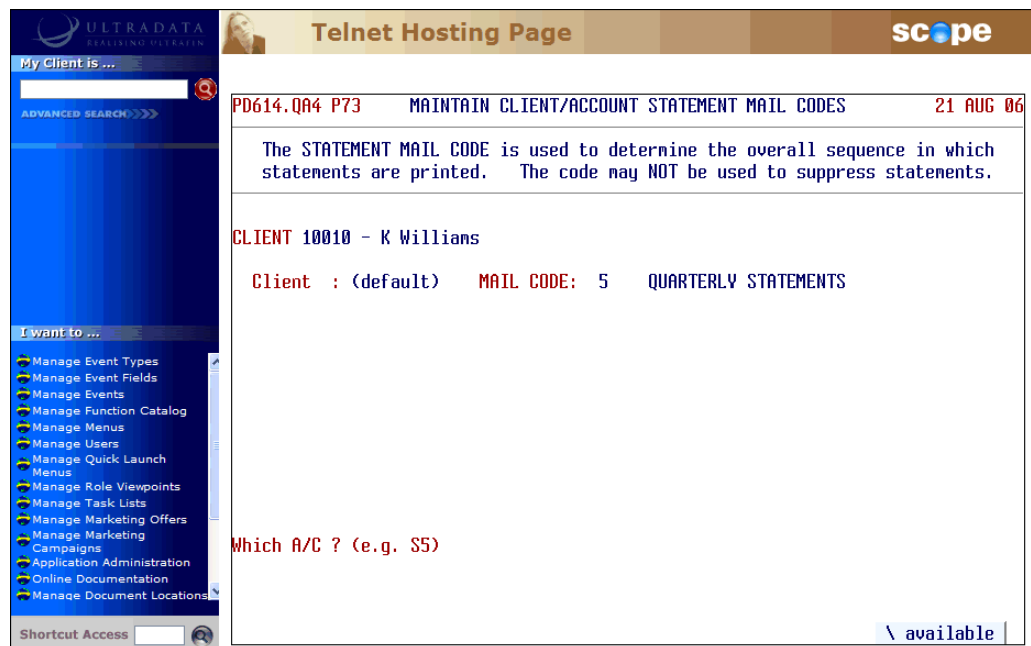 ULTRADATA
REALISING ULTRAFIN
Telnet Hosting Page
scope
My Client is ...
ADVANCED SEARCH
PD614.QA4 P73 MAINTAIN CLIENT/ACCOUNT STATEMENT MAIL CODES 21 AUG 06
The STATEMENT MAIL CODE is used to determine the overall sequence in which
statements are printed. The code may NOT be used to suppress statements.
CLIENT 10010 - K Williams
Client : (default) MAIL CODE: 5 QUARTERLY STATEMENTS
I want to ...
Manage Event Types
Manage Event Fields
Manage Events
Manage Function Catalog
Manage Menus
Manage Users
Manage Quick Launch
Menus
Manage Role Viewpoints
Manage Task Lists
Manage Marketing Offers
Manage Marketing
Campaigns
Application Administration
Online Documentation
Manage Document Locations
Which A/C ? (e.g. S5)
Shortcut Access
\ available